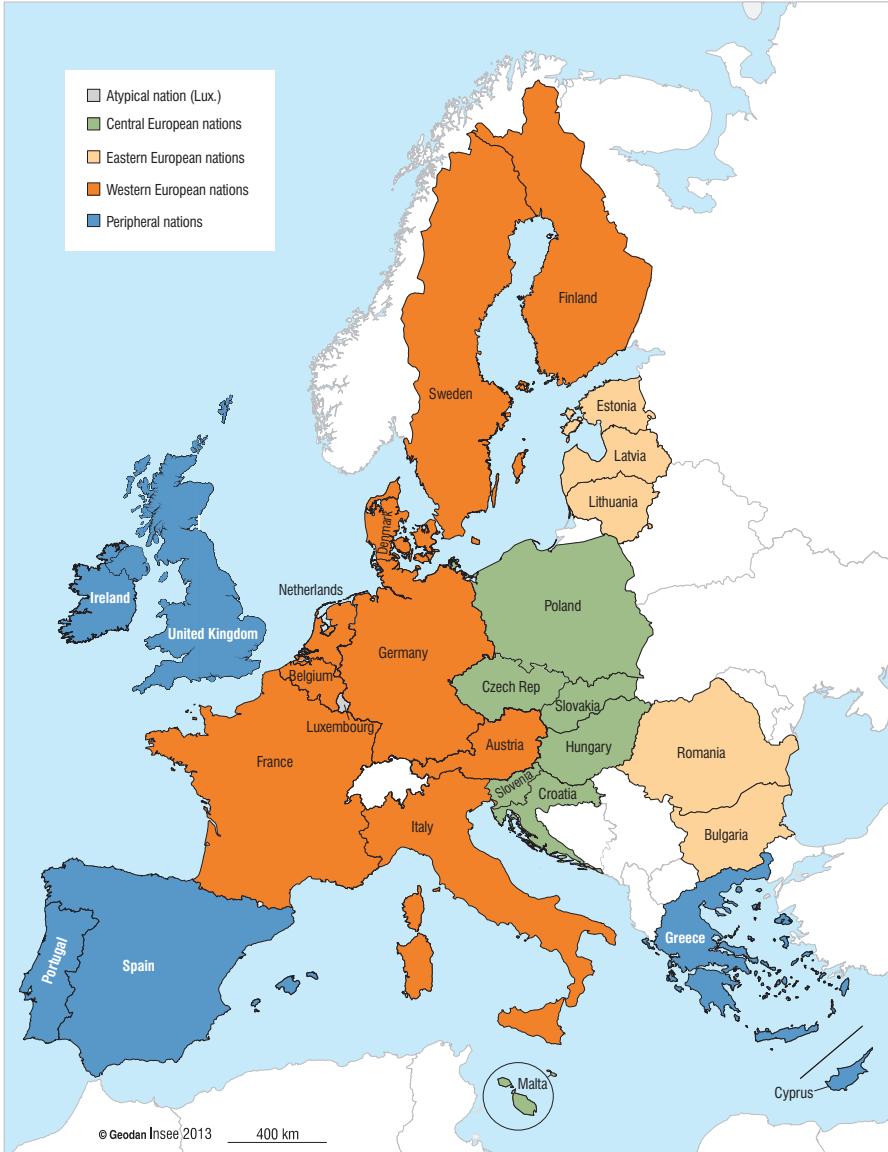 Atypical nation (Lux.)
Central European nations
Eastern European nations
Western European nations
Peripheral nations
Finland
Sweden
Estonia
Latvia
Lithuania
Denmark
Netherlands
Ireland
United Kingdom
Poland
Germany
Belgium
Czech Rep
Slovakia
Luxembourg
Austria
Hungary
Romania
France
Slovenia
Croatia
Italy
Bulgaria
Greece
Portugal
Spain
Malta
Cyprus
© Geodan Insee 2013
400 km